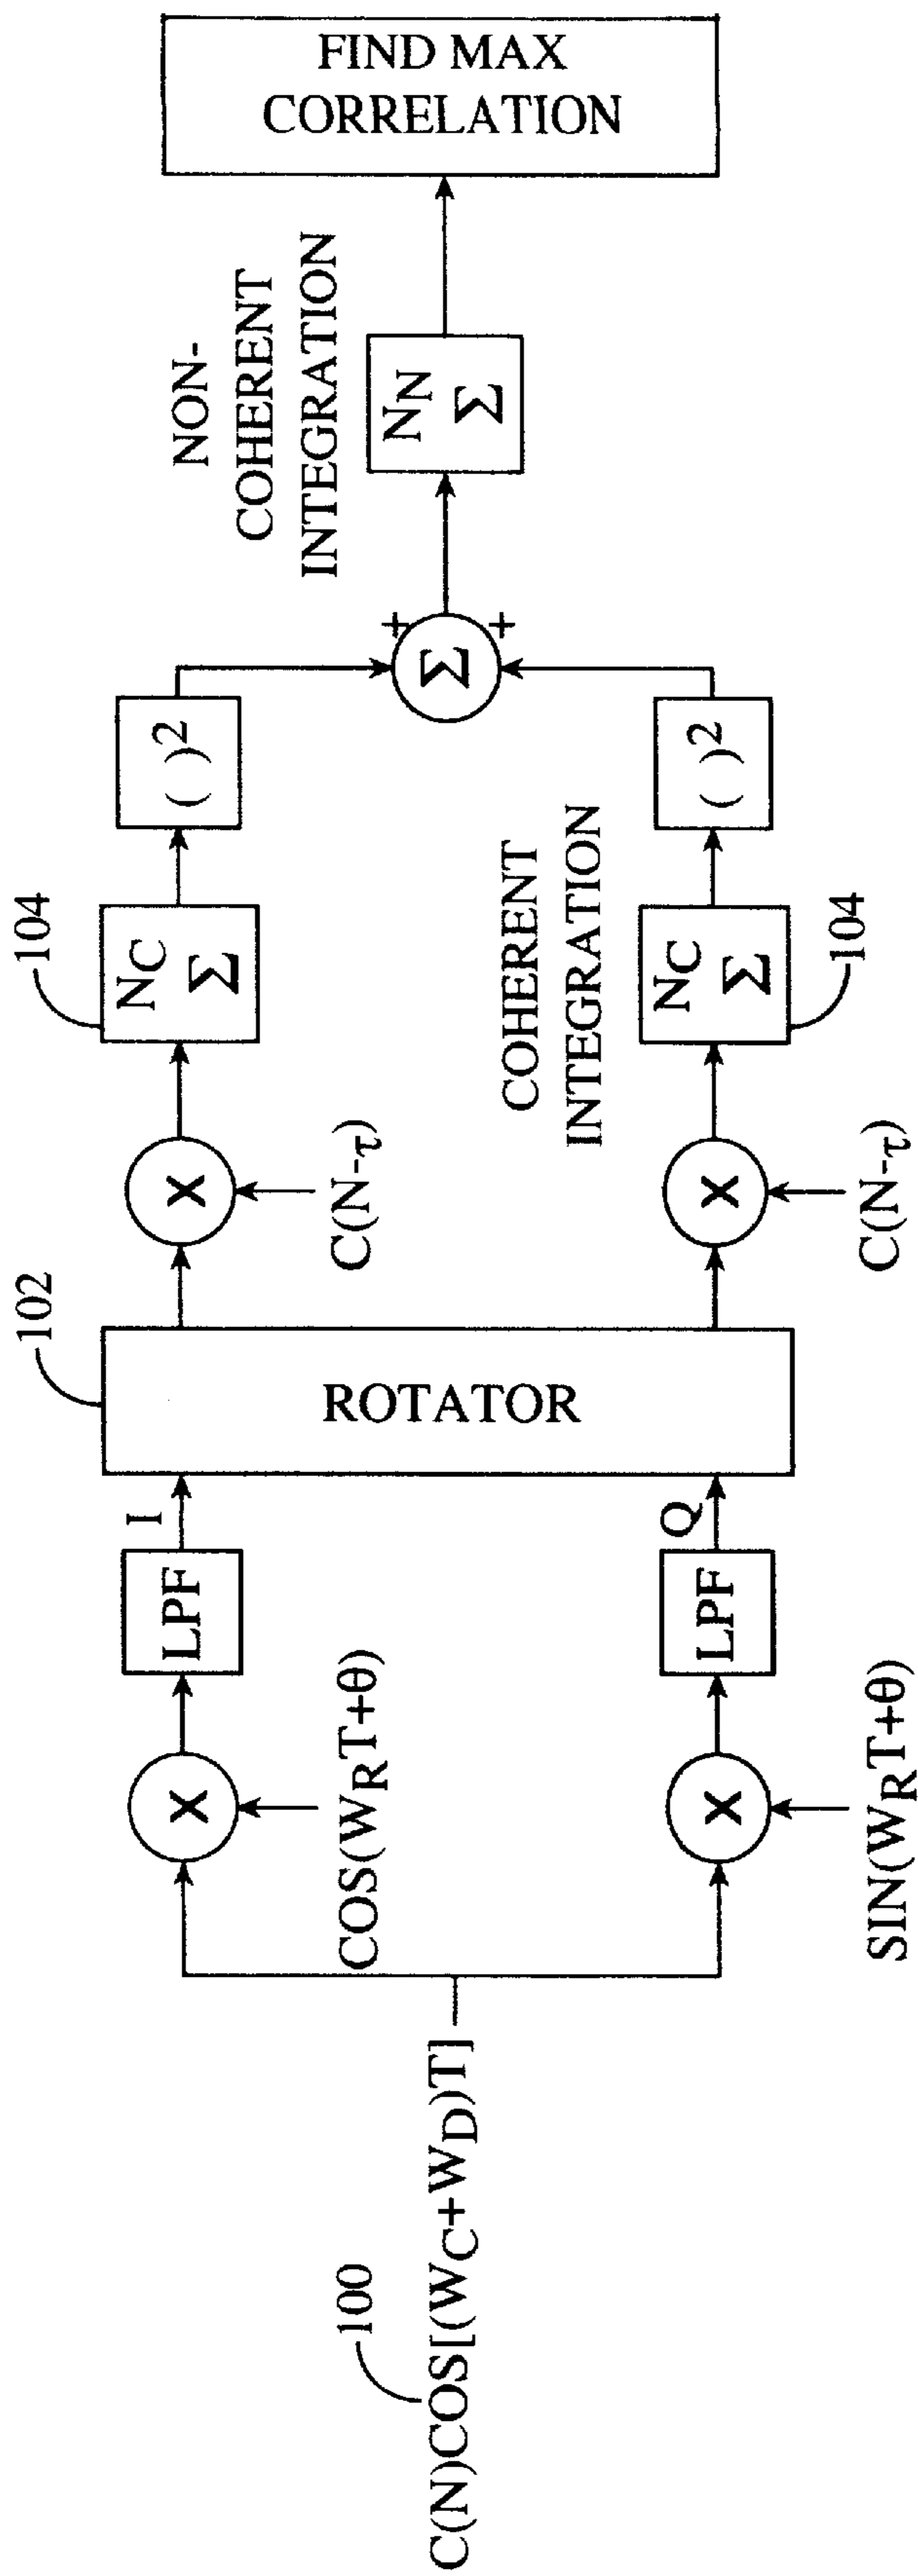 100
C(N)COS[(W_C+W_D)T]
X
COS(W_RT+θ)
LPF
I
X
SIN(W_RT+θ)
LPF
Q
102
ROTATOR
X
C(N-τ)
104
N_C
Σ
( )²
X
C(N-τ)
COHERENT
INTEGRATION
N_C
Σ
104
( )²
+
Σ
+
NON-
COHERENT
INTEGRATION
N_N
Σ
FIND MAX
CORRELATION